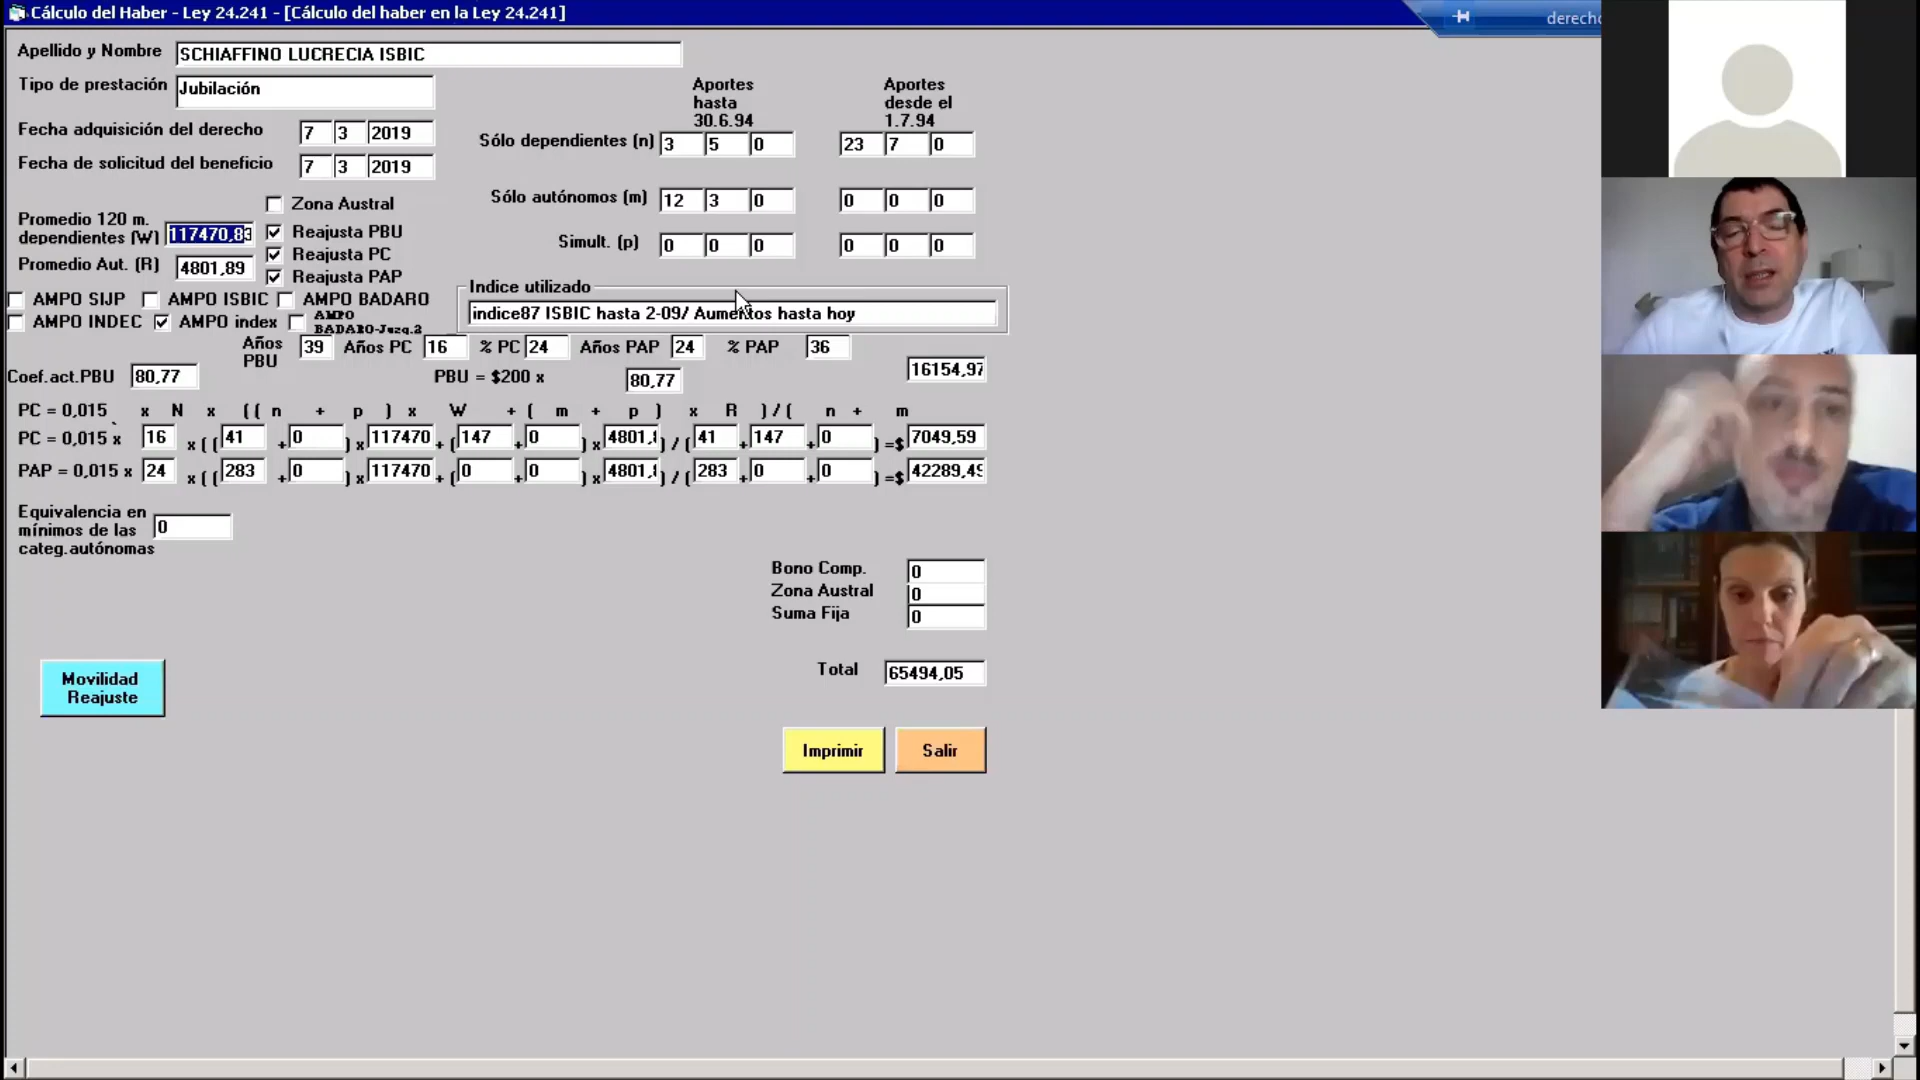 Cálculo del Haber - Ley 24.241 - [Cálculo del haber en la Ley 24.241]
Apellido y Nombre SCHIAFFINO LUCRECIA ISBIC
Tipo de prestación Jubilación
Aportes hasta 30.6.94
Aportes desde el 1.7.94
Fecha adquisición del derecho 7 3 2019
Sólo dependientes (n) 3 5 0 23 7 0
Fecha de solicitud del beneficio 7 3 2019
Sólo autónomos (m) 12 3 0 0 0 0
Zona Austral
Promedio 120 m. dependientes (W) 117470,83
Reajusta PBU
Simult. (p) 0 0 0 0 0 0
Reajusta PC
Promedio Aut. (R) 4801,89
Reajusta PAP
Indice utilizado
AMPO SIJP AMPO ISBIC AMPO BADARO
indice87 ISBIC hasta 2-09/ Aumentos hasta hoy
AMPO INDEC AMPO index AMPO BADARO-Juzq.2
Años PBU 39 Años PC 16 % PC 24 Años PAP 24 % PAP 36
Coef.act.PBU 80,77 PBU = $200 x 80,77 16154,97
PC = 0,015 x N x (( n + p ) x W + ( m + p ) x R )/( n + m
PC = 0,015 x 16 x (( 41 + 0 ) x 117470 + ( 147 + 0 ) x 4801, ) / ( 41 + 147 + 0 ) =$ 7049,59
PAP = 0,015 x 24 x (( 283 + 0 ) x 117470 + ( 0 + 0 ) x 4801, ) / ( 283 + 0 + 0 ) =$ 42289,49
Equivalencia en mínimos de las categ.autónomas 0
Bono Comp. 0
Zona Austral 0
Suma Fija 0
Total 65494,05
Movilidad Reajuste
Imprimir
Salir